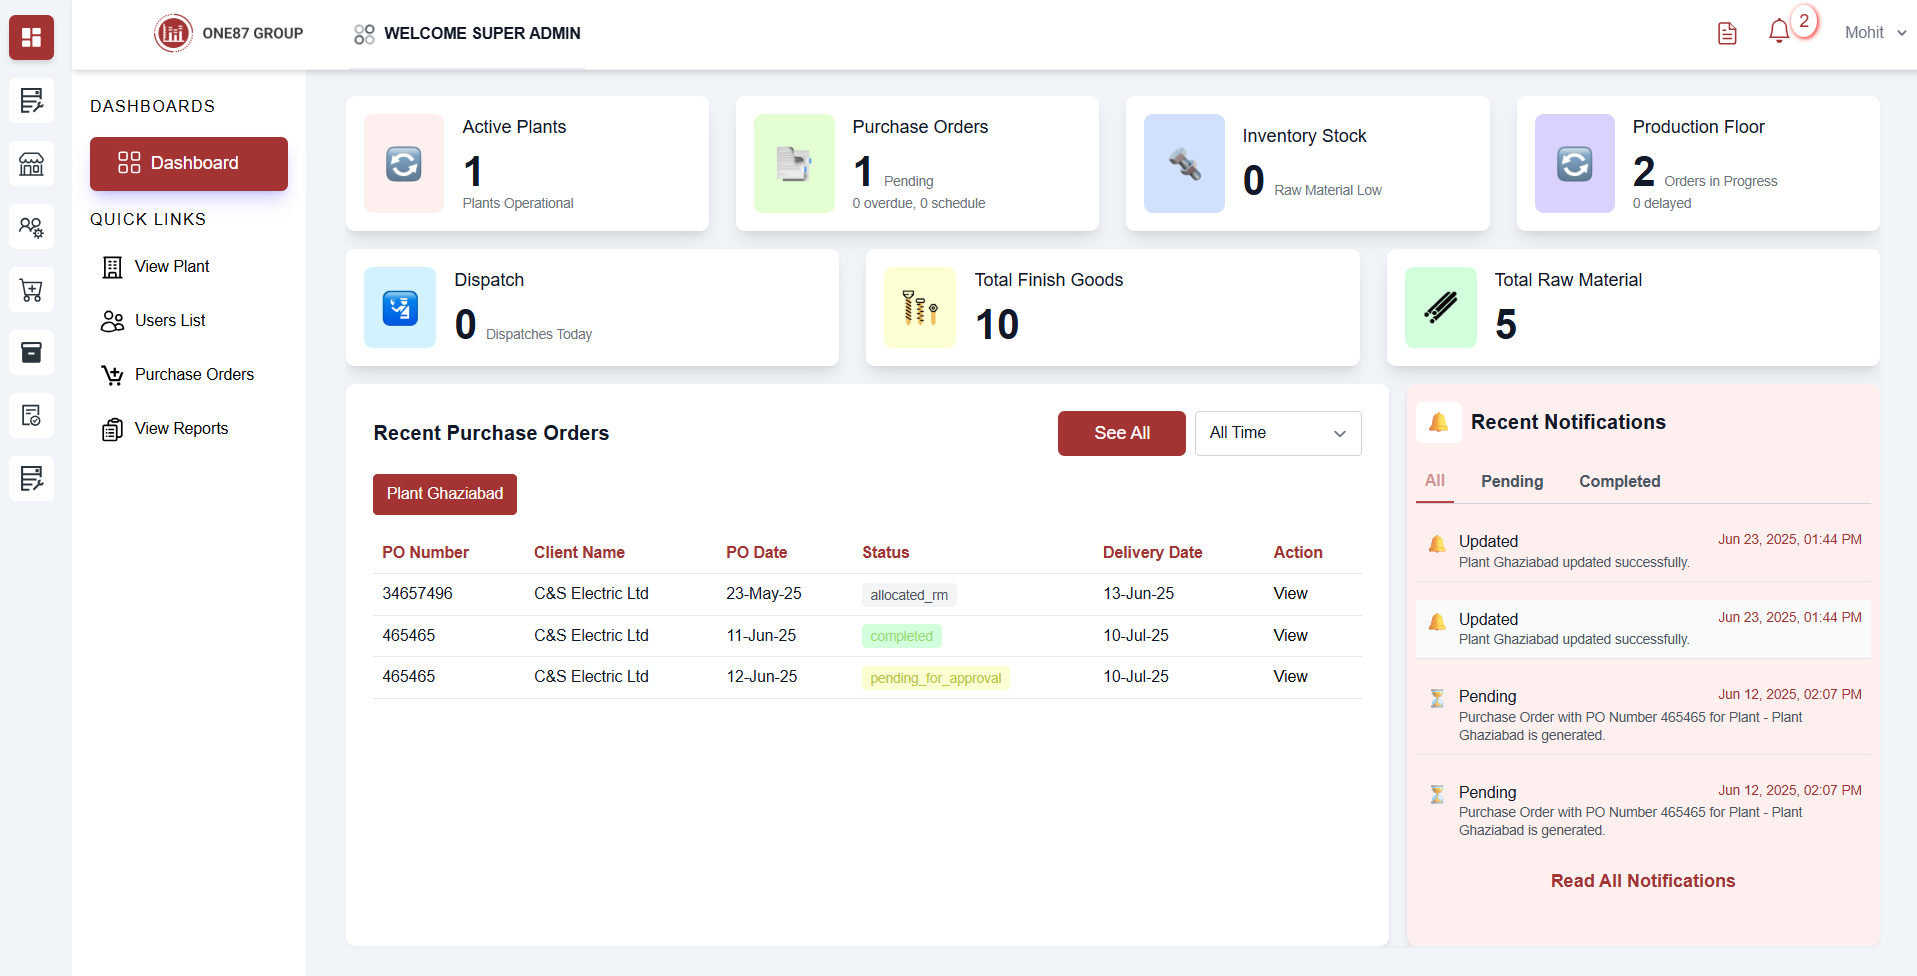 ONE87 GROUP
WELCOME SUPER ADMIN
2
Mohit
DASHBOARDS
Dashboard
QUICK LINKS
View Plant
Users List
Purchase Orders
View Reports
Active Plants
1
Plants Operational
Purchase Orders
1 Pending
0 overdue, 0 schedule
Inventory Stock
0 Raw Material Low
Production Floor
2 Orders in Progress
0 delayed
Dispatch
0 Dispatches Today
Total Finish Goods
10
Total Raw Material
5
Recent Purchase Orders
See All
All Time
Plant Ghaziabad
PO Number Client Name PO Date Status Delivery Date Action
34657496 C&S Electric Ltd 23-May-25 allocated_rm 13-Jun-25 View
465465 C&S Electric Ltd 11-Jun-25 completed 10-Jul-25 View
465465 C&S Electric Ltd 12-Jun-25 pending_for_approval 10-Jul-25 View
Recent Notifications
All Pending Completed
Updated Jun 23, 2025, 01:44 PM
Plant Ghaziabad updated successfully.
Updated Jun 23, 2025, 01:44 PM
Plant Ghaziabad updated successfully.
Pending Jun 12, 2025, 02:07 PM
Purchase Order with PO Number 465465 for Plant - Plant
Ghaziabad is generated.
Pending Jun 12, 2025, 02:07 PM
Purchase Order with PO Number 465465 for Plant - Plant
Ghaziabad is generated.
Read All Notifications